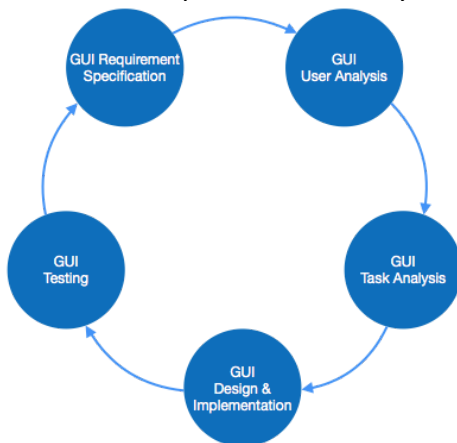 GUI Requirement
Specification
GUI
User Analysis
GUI
Task Analysis
GUI
Design &
Implementation
GUI
Testing